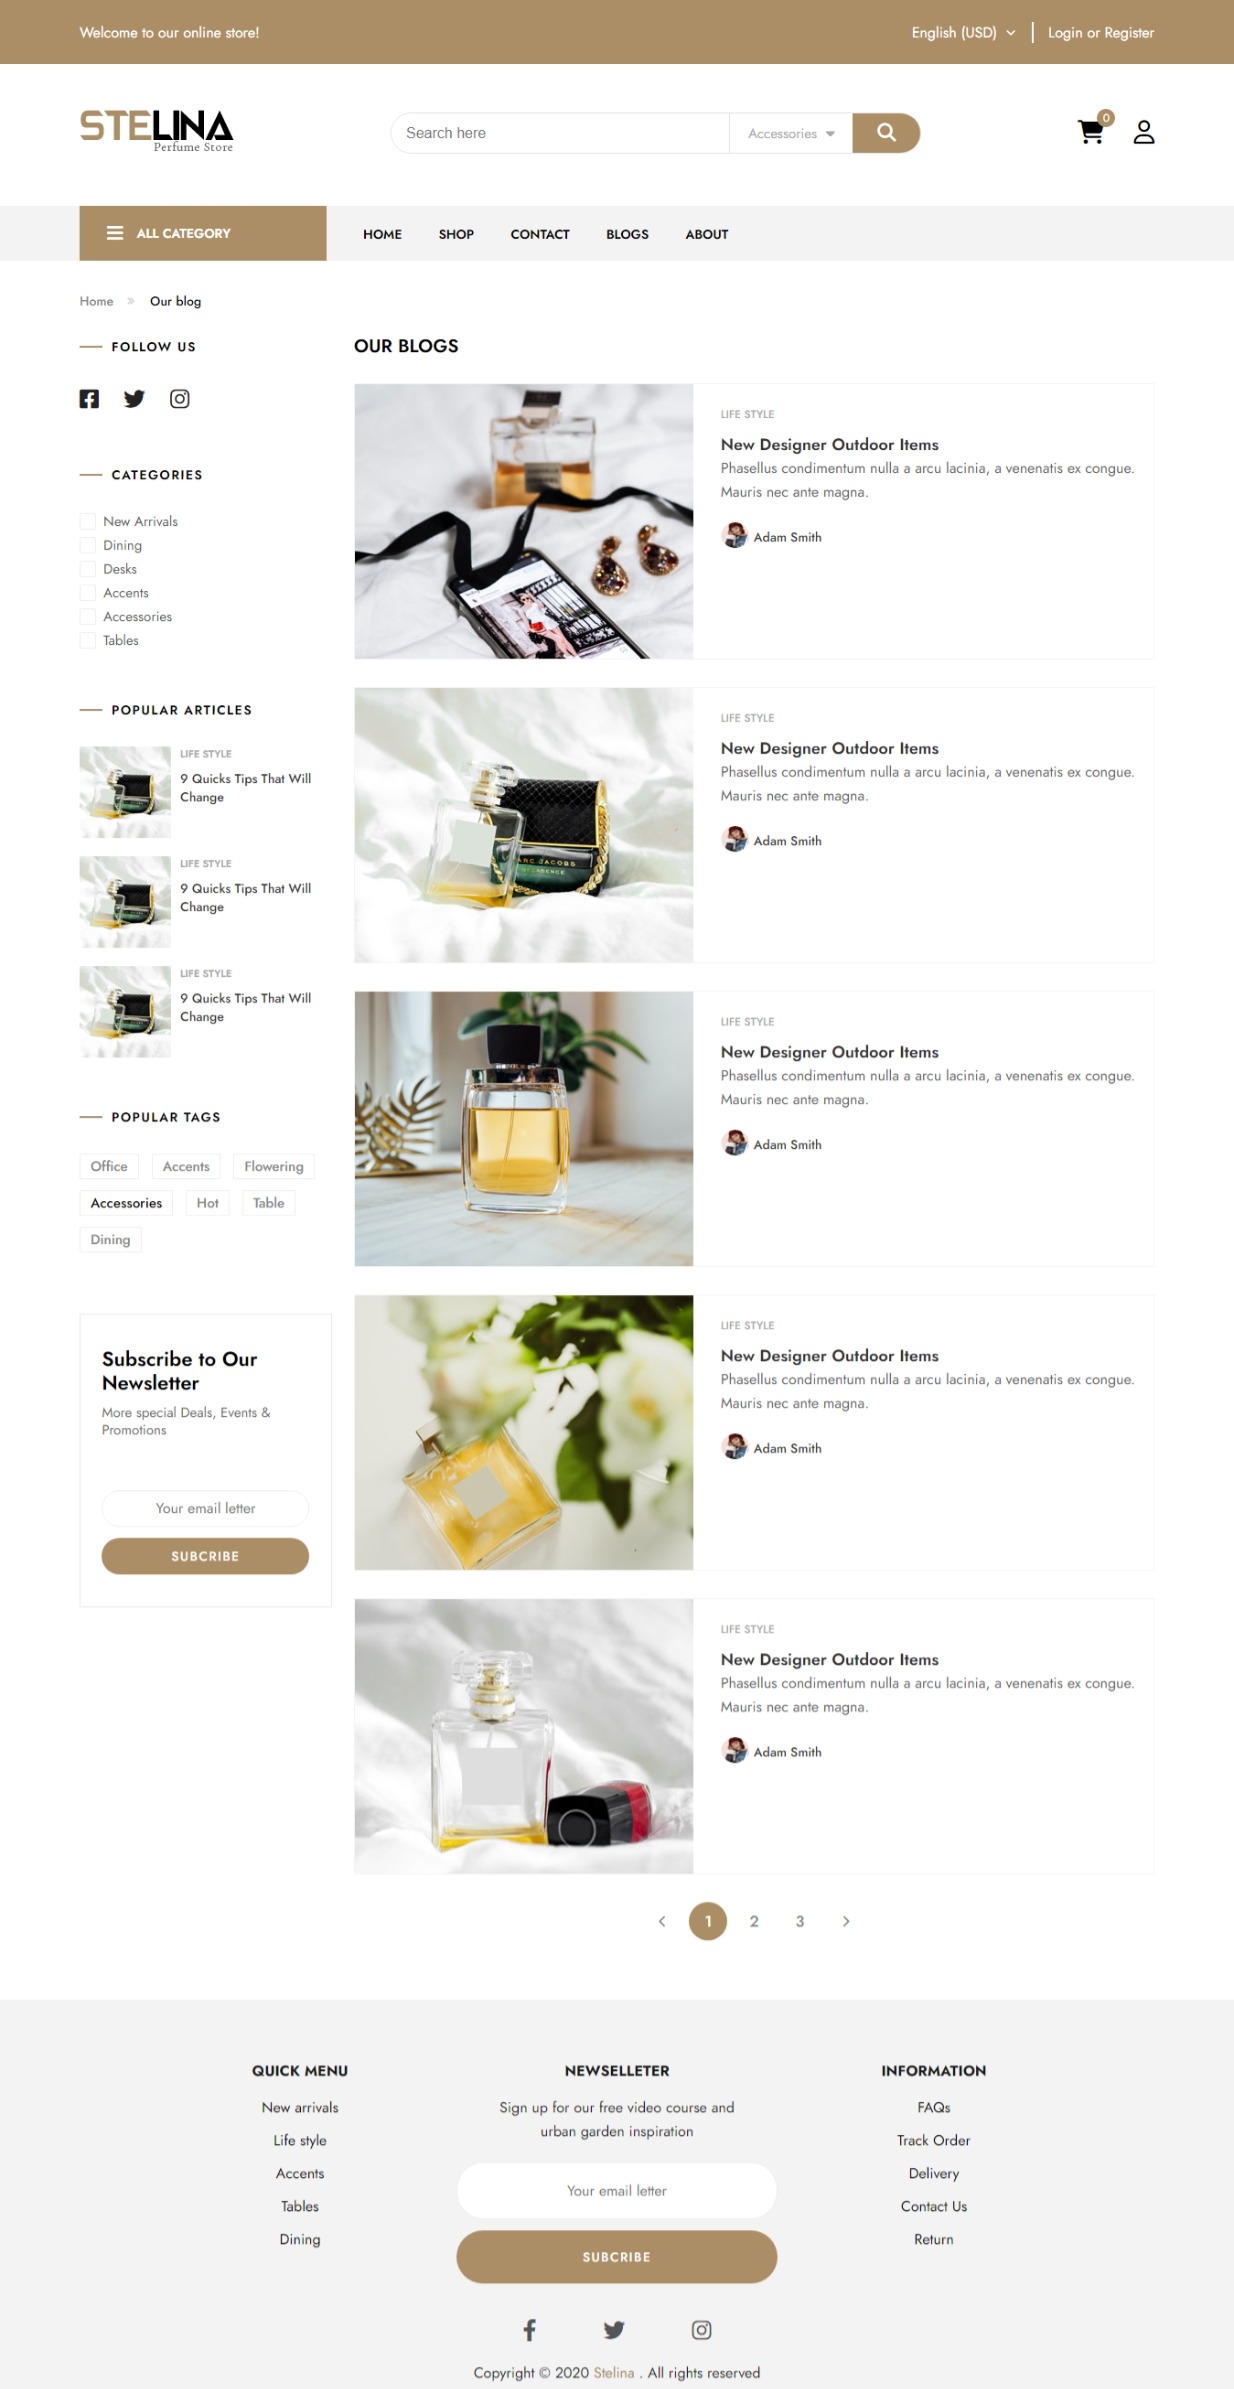 Welcome to our online store!
English (USD)
Login or Register
STELINA
Perfume Store
Search here
Accessories
0
ALL CATEGORY
HOME
SHOP
CONTACT
BLOGS
ABOUT
Home » Our blog
FOLLOW US
CATEGORIES
New Arrivals
Dining
Desks
Accents
Accessories
Tables
POPULAR ARTICLES
LIFE STYLE
9 Quicks Tips That Will
Change
LIFE STYLE
9 Quicks Tips That Will
Change
LIFE STYLE
9 Quicks Tips That Will
Change
POPULAR TAGS
Office
Accents
Flowering
Accessories
Hot
Table
Dining
Subscribe to Our
Newsletter
More special Deals, Events &
Promotions
Your email letter
SUBCRIBE
OUR BLOGS
LIFE STYLE
New Designer Outdoor Items
Phasellus condimentum nulla a arcu lacinia, a venenatis ex congue.
Mauris nec ante magna.
Adam Smith
MARC JACOBS
DECADENCE
LIFE STYLE
New Designer Outdoor Items
Phasellus condimentum nulla a arcu lacinia, a venenatis ex congue.
Mauris nec ante magna.
Adam Smith
LIFE STYLE
New Designer Outdoor Items
Phasellus condimentum nulla a arcu lacinia, a venenatis ex congue.
Mauris nec ante magna.
Adam Smith
LIFE STYLE
New Designer Outdoor Items
Phasellus condimentum nulla a arcu lacinia, a venenatis ex congue.
Mauris nec ante magna.
Adam Smith
LIFE STYLE
New Designer Outdoor Items
Phasellus condimentum nulla a arcu lacinia, a venenatis ex congue.
Mauris nec ante magna.
Adam Smith
1 2 3
QUICK MENU
New arrivals
Life style
Accents
Tables
Dining
NEWSELLETER
Sign up for our free video course and
urban garden inspiration
Your email letter
SUBCRIBE
INFORMATION
FAQs
Track Order
Delivery
Contact Us
Return
Copyright © 2020 Stelina . All rights reserved